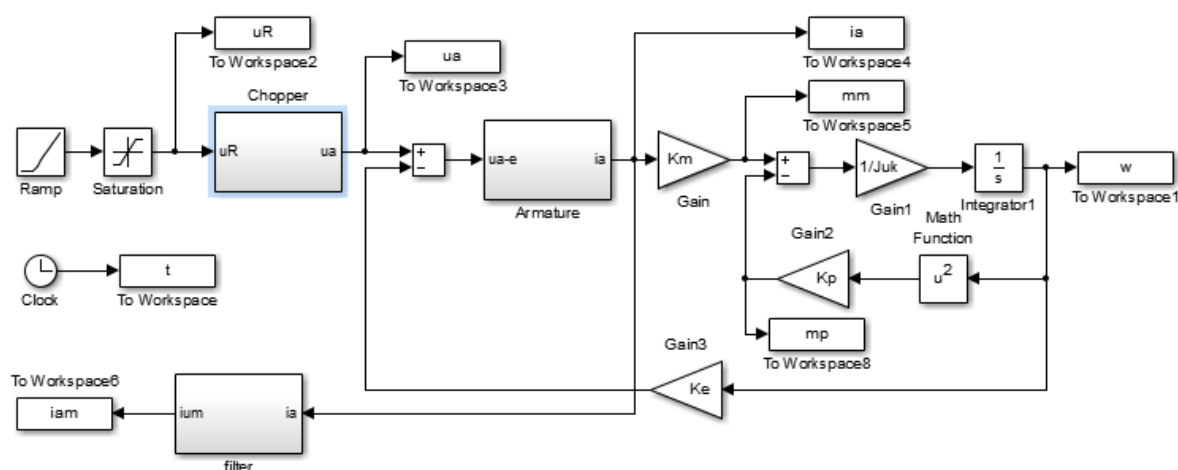 uR
To Workspace2
ua
To Workspace3
ia
To Workspace4
mm
To Workspace5
Chopper
uR
ua
Ramp
Saturation
+
−
ua-e
ia
Armature
Km
Gain
+
−
1/Juk
Gain1
1
s
Integrator1
w
To Workspace1
Math
Function
u2
Gain2
Kp
Clock
t
To Workspace
mp
To Workspace8
Gain3
Ke
To Workspace6
iam
ium
ia
filter